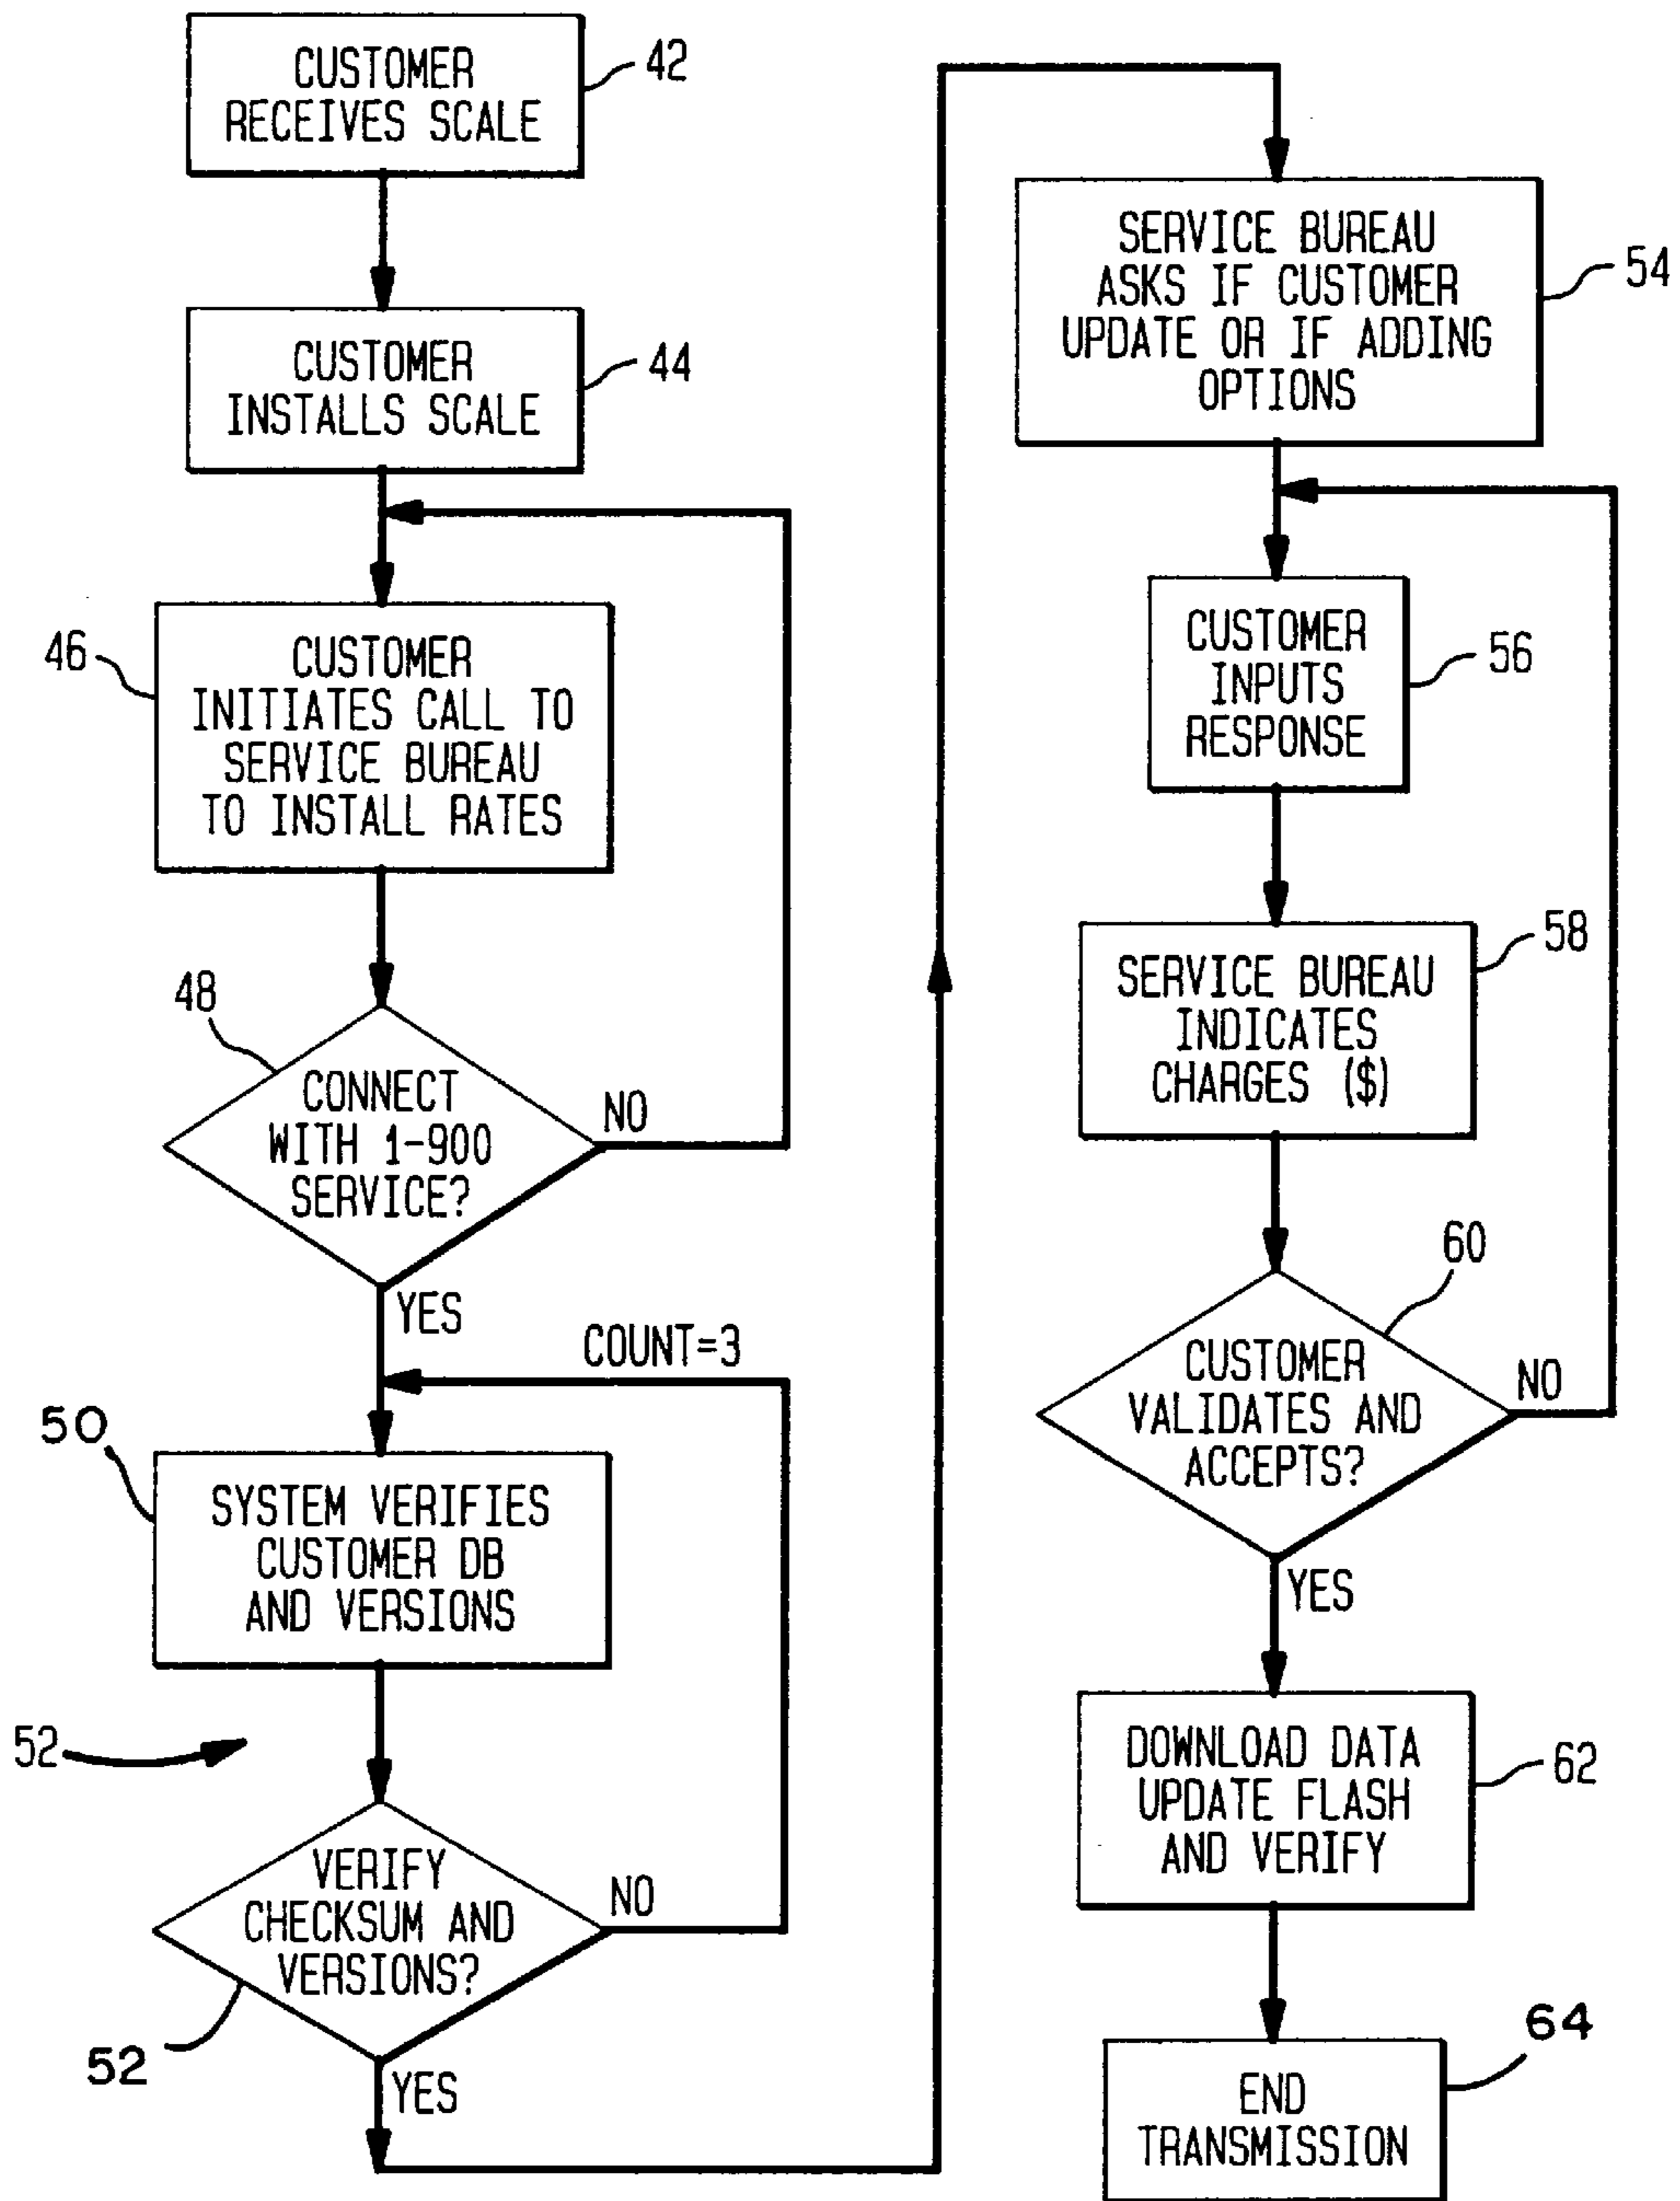 CUSTOMER
RECEIVES SCALE
42
CUSTOMER
INSTALLS SCALE
44
46
CUSTOMER
INITIATES CALL TO
SERVICE BUREAU
TO INSTALL RATES
48
CONNECT
WITH 1-900
SERVICE?
NO
YES
COUNT=3
50
SYSTEM VERIFIES
CUSTOMER DB
AND VERSIONS
52
VERIFY
CHECKSUM AND
VERSIONS?
NO
52
YES
SERVICE BUREAU
ASKS IF CUSTOMER
UPDATE OR IF ADDING
OPTIONS
54
CUSTOMER
INPUTS
RESPONSE
56
SERVICE BUREAU
INDICATES
CHARGES ($)
58
60
CUSTOMER
VALIDATES AND
ACCEPTS?
NO
YES
DOWNLOAD DATA
UPDATE FLASH
AND VERIFY
62
END
TRANSMISSION
64